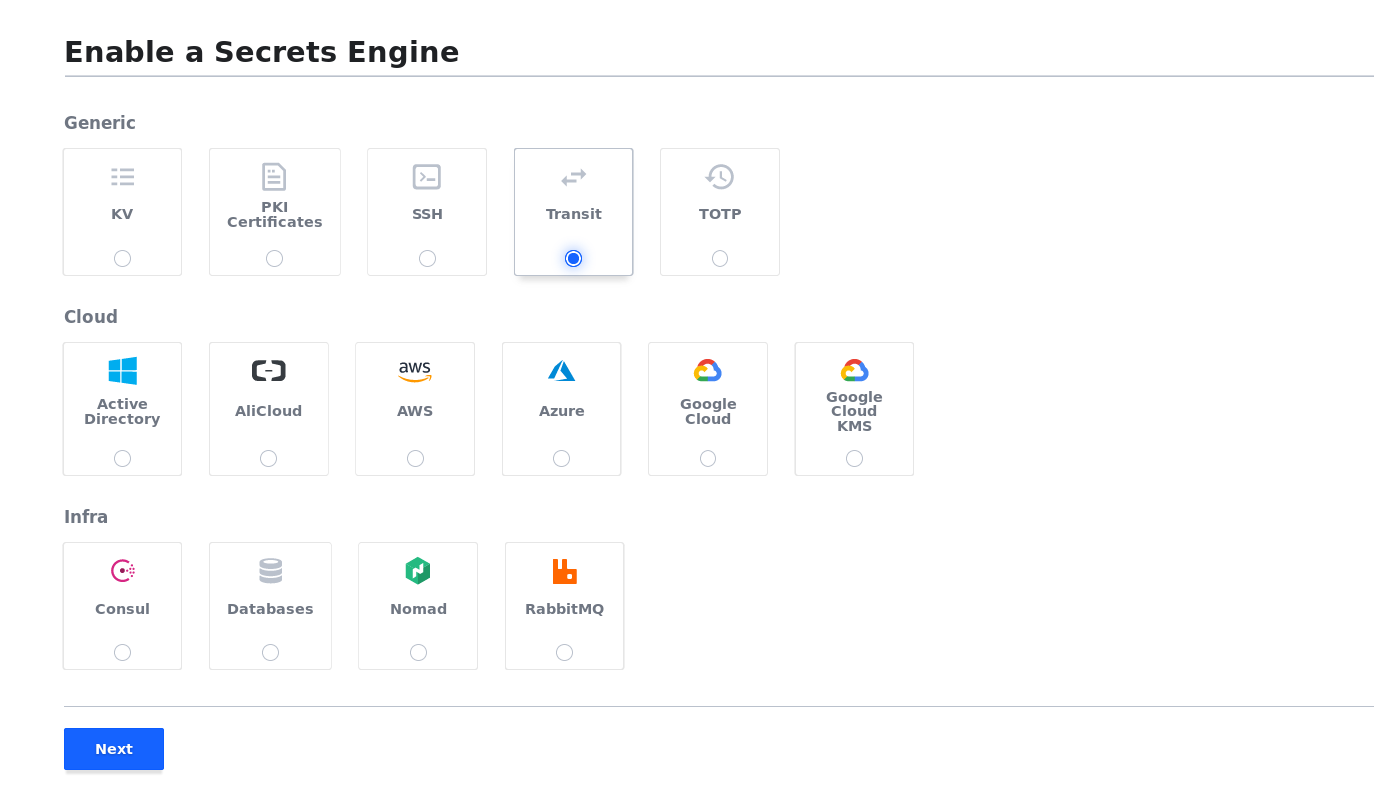 Enable a Secrets Engine
Generic
KV
PKI
Certificates
SSH
Transit
TOTP
Cloud
Active
Directory
AliCloud
aws
AWS
Azure
Google
Cloud
Google
Cloud
KMS
Infra
Consul
Databases
Nomad
RabbitMQ
Next